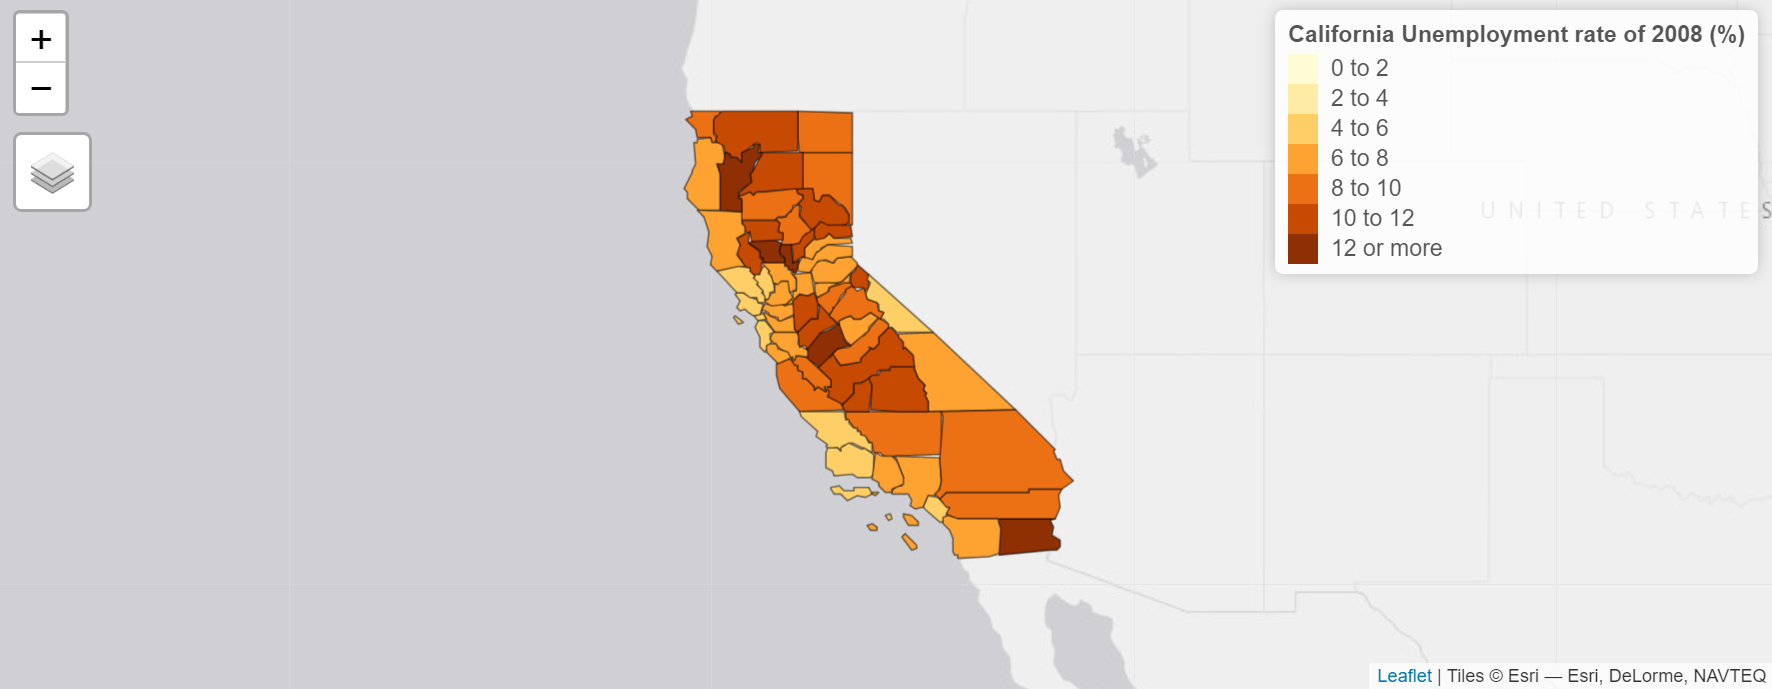 +
−
California Unemployment rate of 2008 (%)
0 to 2
2 to 4
4 to 6
6 to 8
8 to 10
10 to 12
12 or more
UNITED STATES
Leaflet | Tiles © Esri — Esri, DeLorme, NAVTEQ